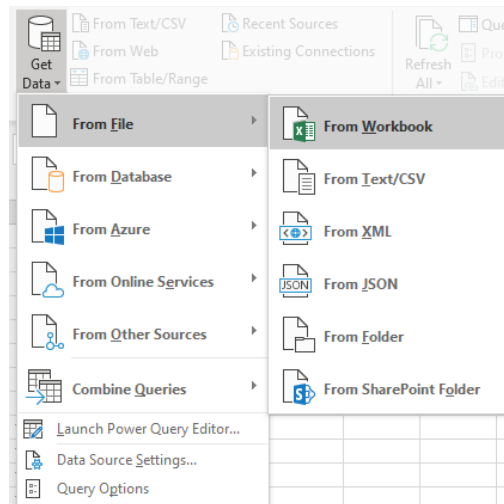 Get
Data
From Text/CSV
From Web
From Table/Range
Recent Sources
Existing Connections
Refresh
All
From File
From Database
From Azure
From Online Services
From Other Sources
Combine Queries
Launch Power Query Editor...
Data Source Settings...
Query Options
From Workbook
From Text/CSV
From XML
JSON
From JSON
From Folder
From SharePoint Folder